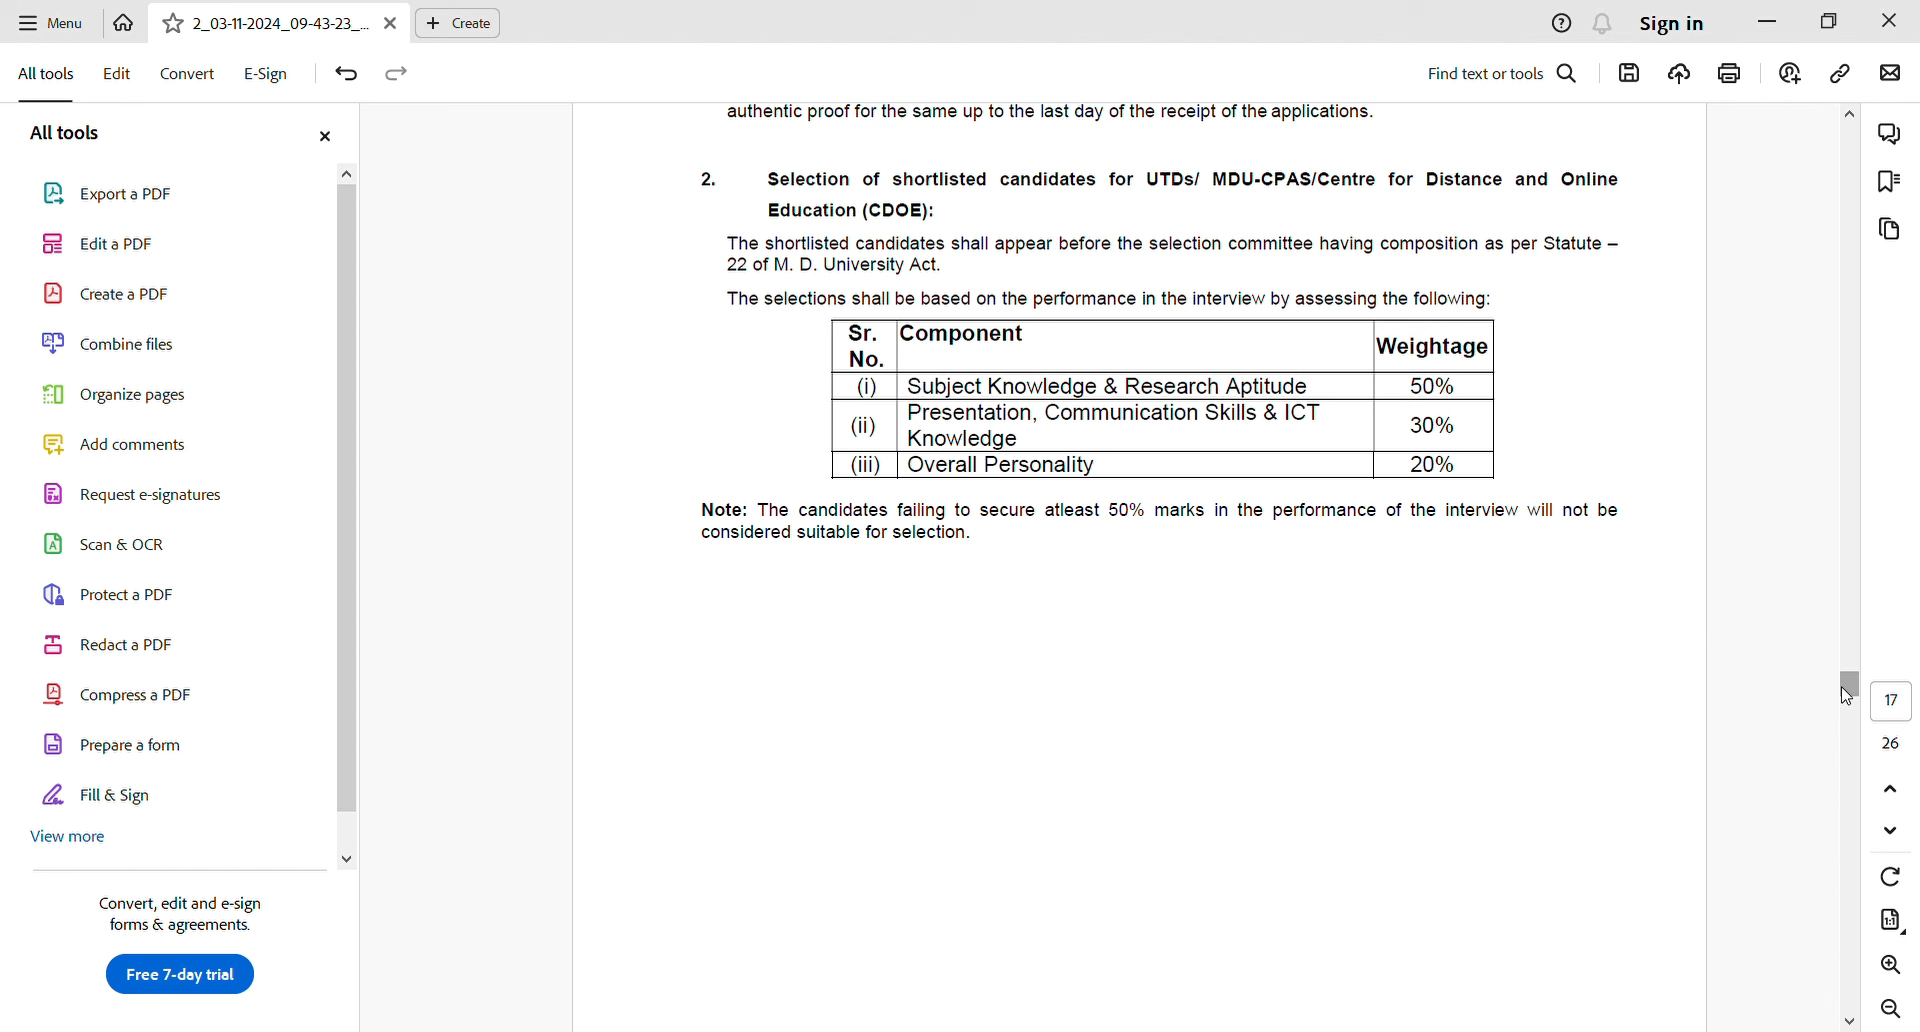 Menu
2_03-11-2024_09-43-23_...
Create
Sign in
All tools
Edit
Convert
E-Sign
Find text or tools
All tools
Export a PDF
Edit a PDF
Create a PDF
Combine files
Organize pages
Add comments
Request e-signatures
Scan & OCR
Protect a PDF
Redact a PDF
Compress a PDF
Prepare a form
Fill & Sign
View more
Convert, edit and e-sign
forms & agreements.
Free 7-day trial
authentic proof for the same up to the last day of the receipt of the applications.
2. Selection of shortlisted candidates for UTDs/ MDU-CPAS/Centre for Distance and Online
Education (CDOE):
The shortlisted candidates shall appear before the selection committee having composition as per Statute –
22 of M. D. University Act.
The selections shall be based on the performance in the interview by assessing the following:
Sr. No. Component Weightage
(i) Subject Knowledge & Research Aptitude 50%
(ii) Presentation, Communication Skills & ICT Knowledge 30%
(iii) Overall Personality 20%
Note: The candidates failing to secure atleast 50% marks in the performance of the interview will not be
considered suitable for selection.
17
26